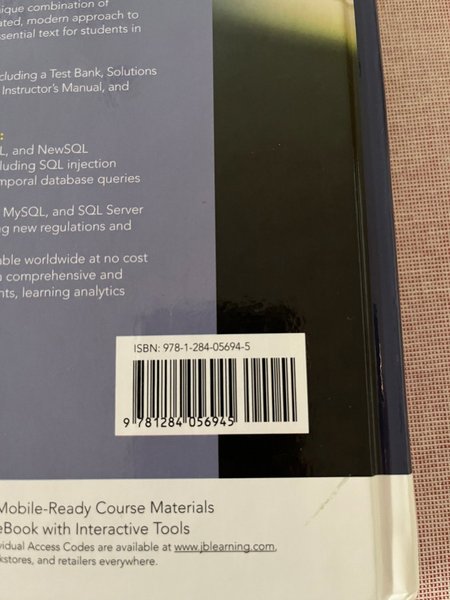 nique combination of
ated, modern approach to
ssential text for students in
cluding a Test Bank, Solutions
Instructor's Manual, and
:
L, and NewSQL
luding SQL injection
mporal database queries
MySQL, and SQL Server
ng new regulations and
able worldwide at no cost
n comprehensive and
nts, learning analytics
ISBN: 978-1-284-05694-5
9 781284 056945
Mobile-Ready Course Materials
eBook with Interactive Tools
vidual Access Codes are available at www.jblearning.com,
kstores, and retailers everywhere.